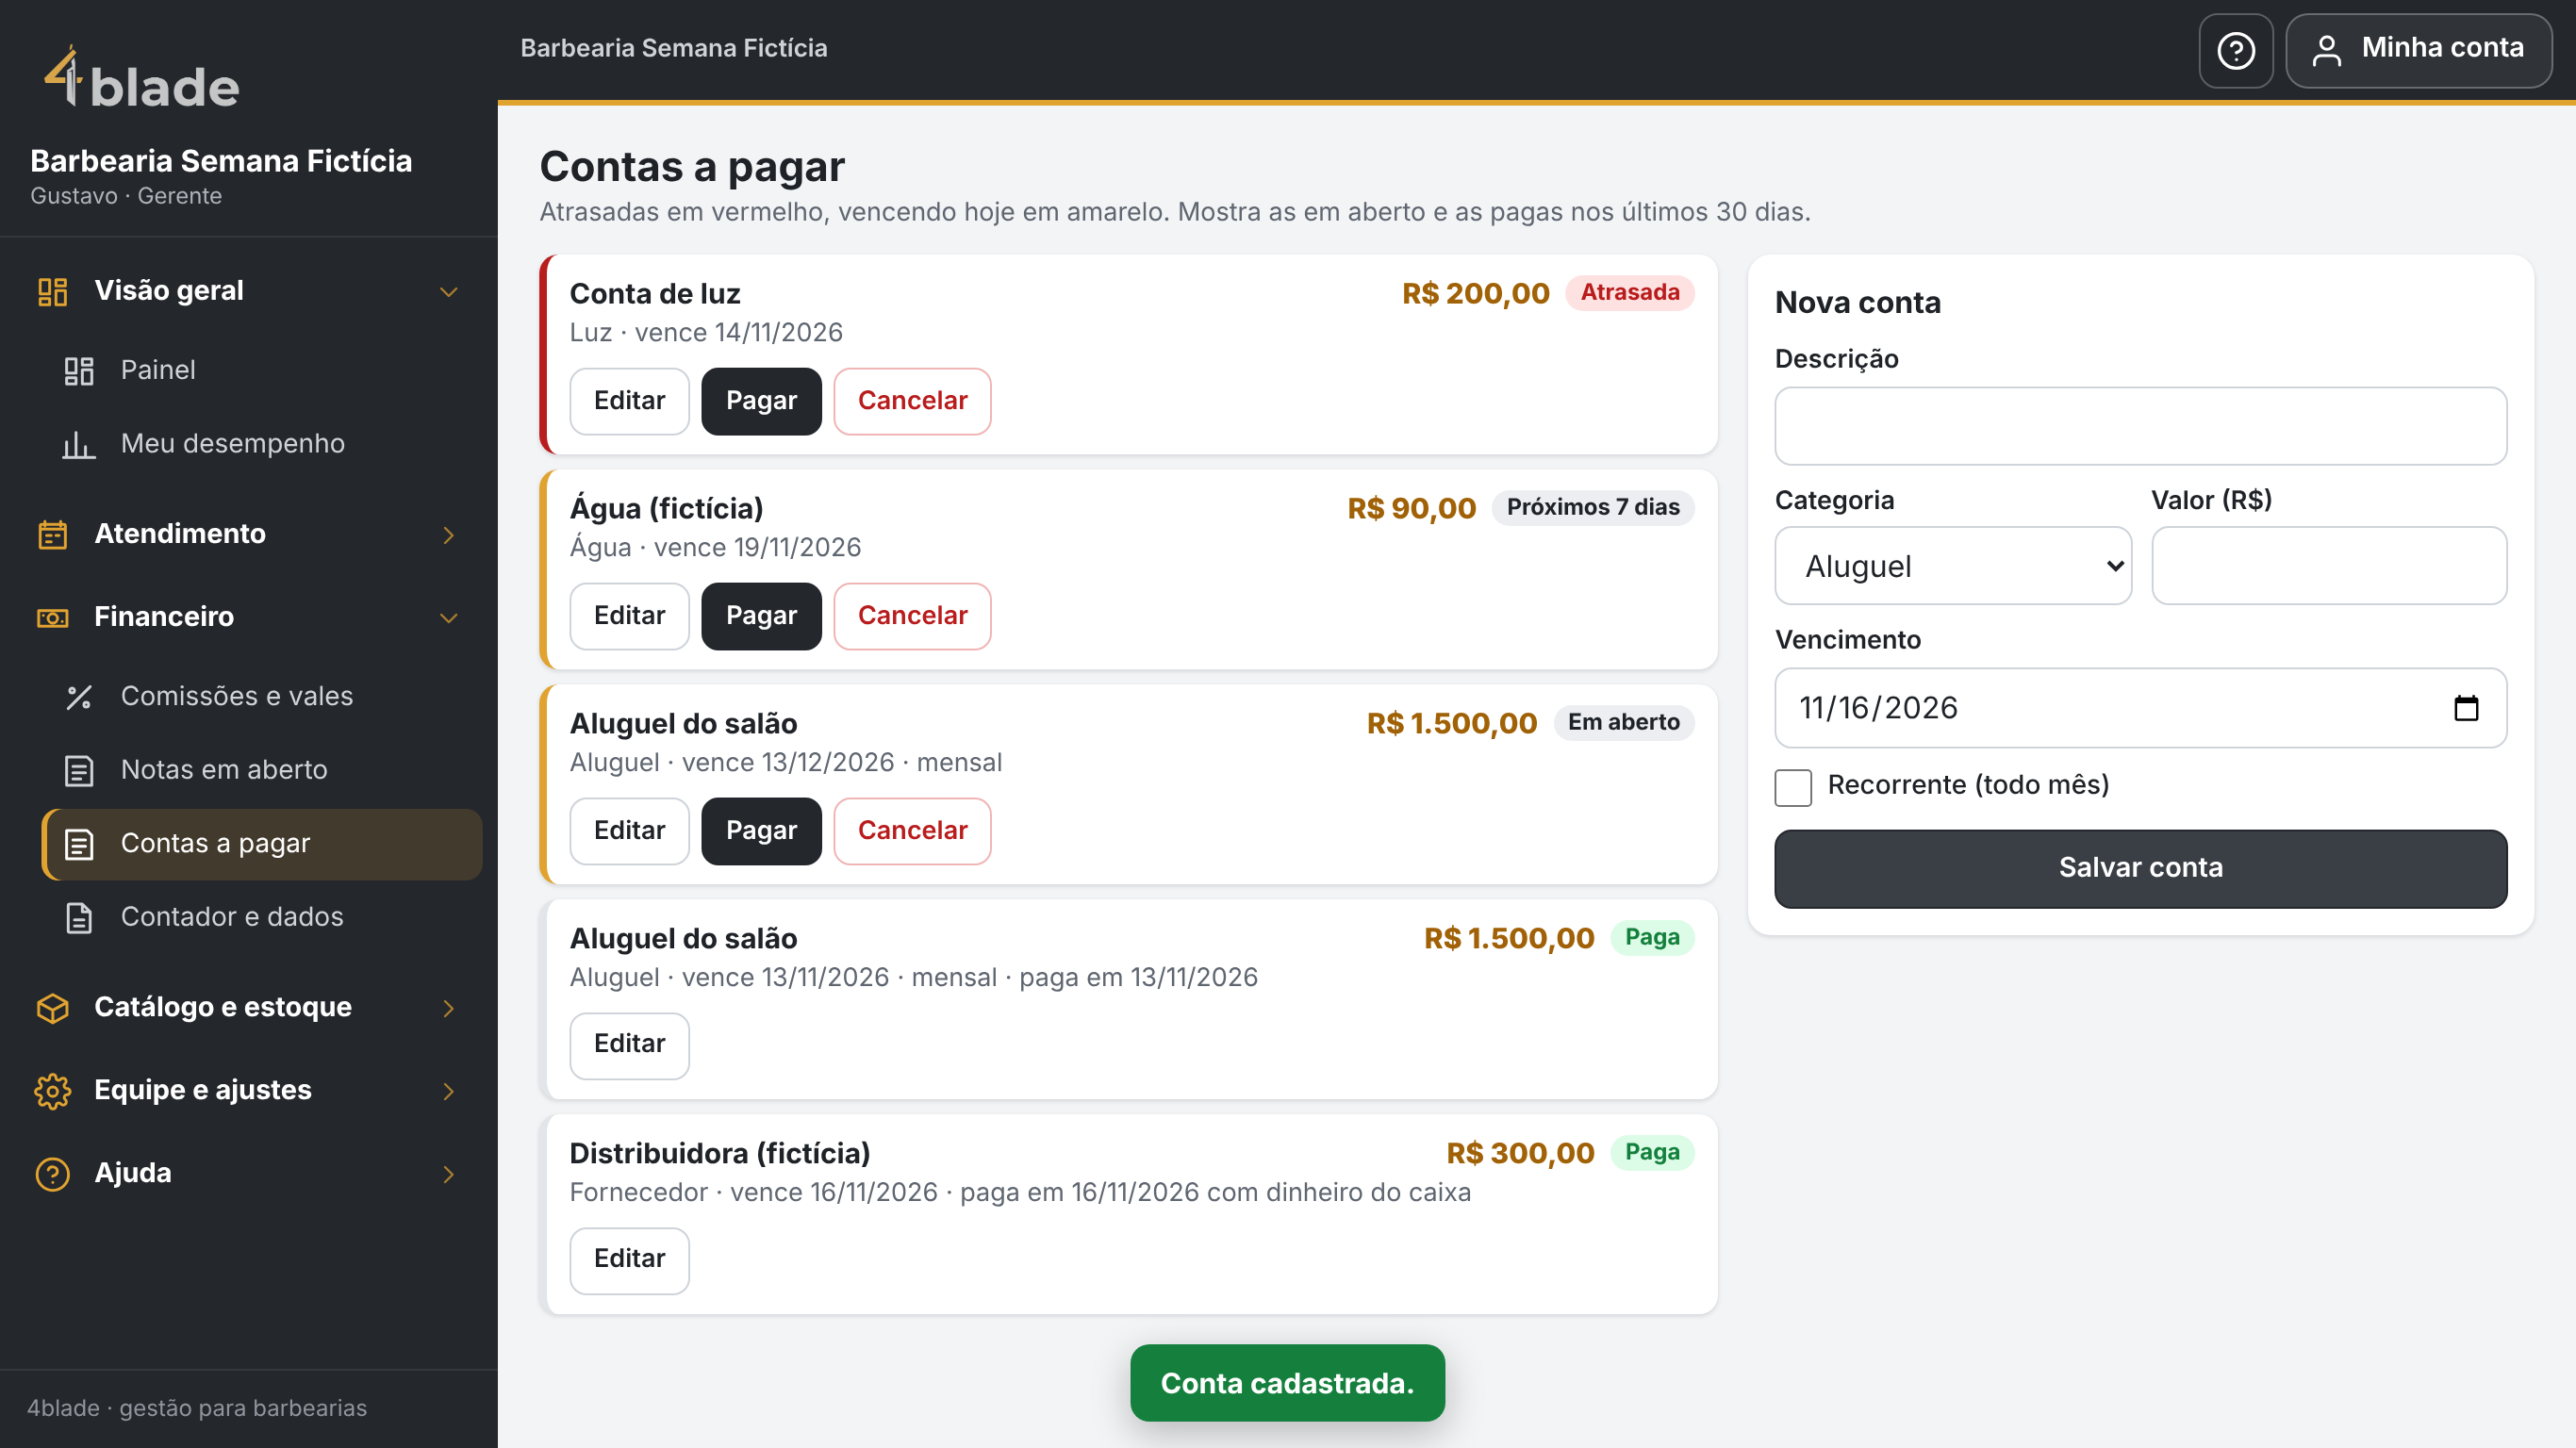 4blade
Barbearia Semana Fictícia
Gustavo · Gerente
Visão geral
Painel
Meu desempenho
Atendimento
Financeiro
Comissões e vales
Notas em aberto
Contas a pagar
Contador e dados
Catálogo e estoque
Equipe e ajustes
Ajuda
4blade · gestão para barbearias
Barbearia Semana Fictícia
Minha conta
Contas a pagar
Atrasadas em vermelho, vencendo hoje em amarelo. Mostra as em aberto e as pagas nos últimos 30 dias.
Conta de luz R$ 200,00 Atrasada
Luz · vence 14/11/2026
Editar Pagar Cancelar
Água (fictícia) R$ 90,00 Próximos 7 dias
Água · vence 19/11/2026
Editar Pagar Cancelar
Aluguel do salão R$ 1.500,00 Em aberto
Aluguel · vence 13/12/2026 · mensal
Editar Pagar Cancelar
Aluguel do salão R$ 1.500,00 Paga
Aluguel · vence 13/11/2026 · mensal · paga em 13/11/2026
Editar
Distribuidora (fictícia) R$ 300,00 Paga
Fornecedor · vence 16/11/2026 · paga em 16/11/2026 com dinheiro do caixa
Editar
Nova conta
Descrição
Categoria Valor (R$)
Aluguel
Vencimento
11/16/2026
Recorrente (todo mês)
Salvar conta
Conta cadastrada.